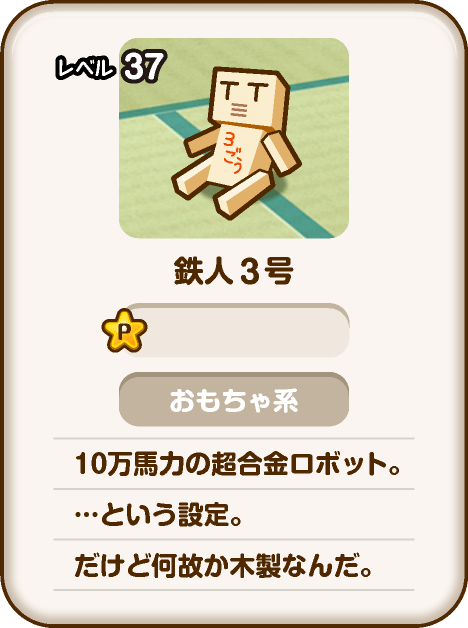 レベル 37
3
ごう
鉄人3号
P
おもちゃ系
10万馬力の超合金ロボット。
…という設定。
だけど何故か木製なんだ。